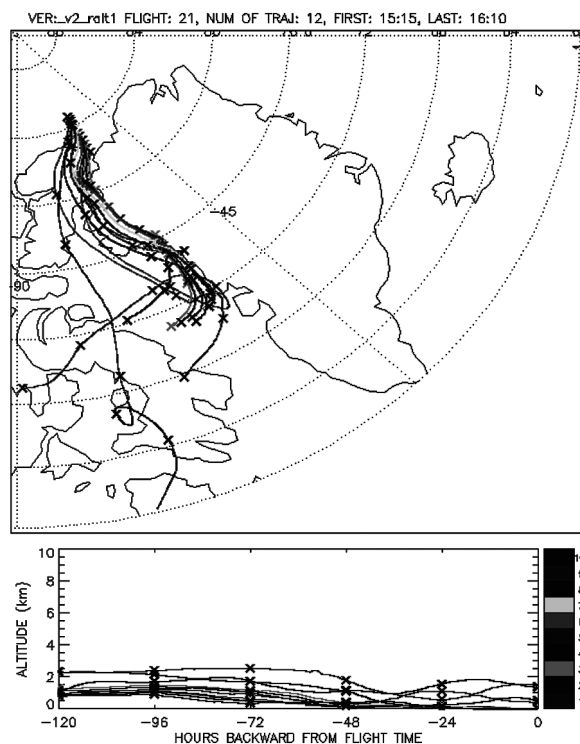 VER:_v2_ralt1 FLIGHT: 21, NUM OF TRAJ: 12, FIRST: 15:15, LAST: 16:10
-45
-90
10
8
6
4
2
0
ALTITUDE (km)
-120 -96 -72 -48 -24 0
HOURS BACKWARD FROM FLIGHT TIME